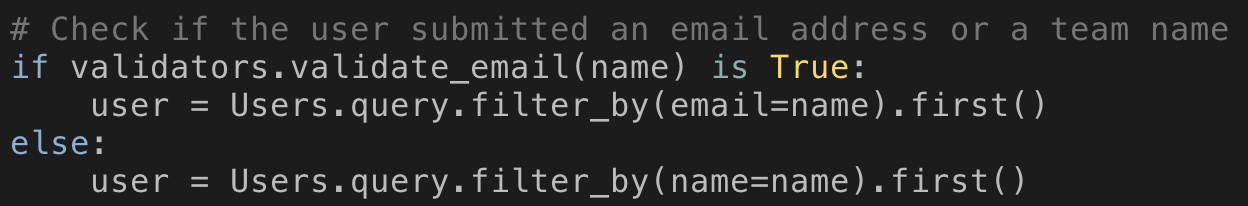 # Check if the user submitted an email address or a team name
if validators.validate_email(name) is True:
    user = Users.query.filter_by(email=name).first()
else:
    user = Users.query.filter_by(name=name).first()